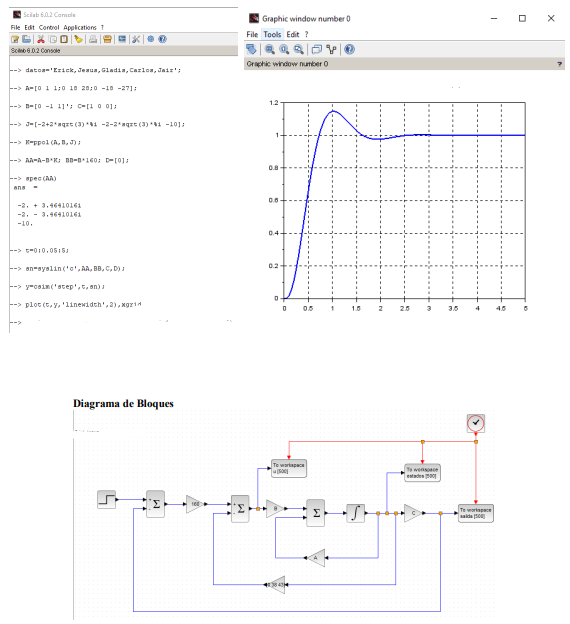 Scilab 6.0.2 Console
File Edit Control Applications ?
Scilab 6.0.2 Console
--> datos='Erick,Jesus,Gladis,Carlos,Jair';
--> A=[0 1 1;0 18 28;0 -18 -27];
--> B=[0 -1 1]'; C=[1 0 0];
--> J=[-2+2*sqrt(3)*%i -2-2*sqrt(3)*%i -10];
--> K=ppol(A,B,J);
--> AA=A-B*K; BB=B*160; D=[0];
--> spec(AA)
ans =
-2. + 3.4641016i
-2. - 3.4641016i
-10.
--> t=0:0.05:5;
--> sn=syslin('c',AA,BB,C,D);
--> y=csim('step',t,sn);
--> plot(t,y,'linewidth',2),xgrid
-->
Graphic window number 0
File Tools Edit ?
Graphic window number 0
?
1.2
1
0.8
0.6
0.4
0.2
0
0 0.5 1 1.5 2 2.5 3 3.5 4 4.5 5
Diagrama de Bloques
To workspace
u [500]
To workspace
estados [500]
To workspace
salida [500]
Σ
160
Σ
B
Σ
∫
C
A